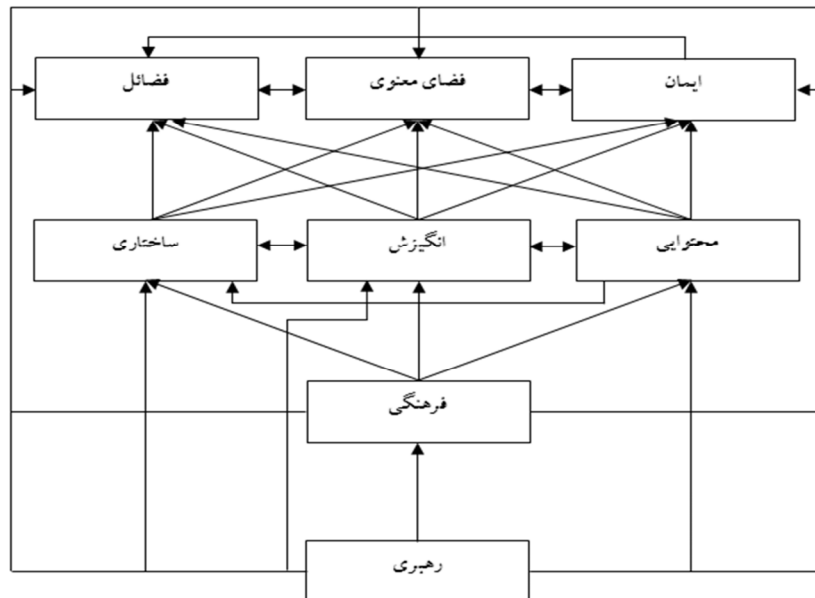 ایمان
فضای معنوی
فضائل
محتوایی
انگیزش
ساختاری
فرهنگی
رهبری